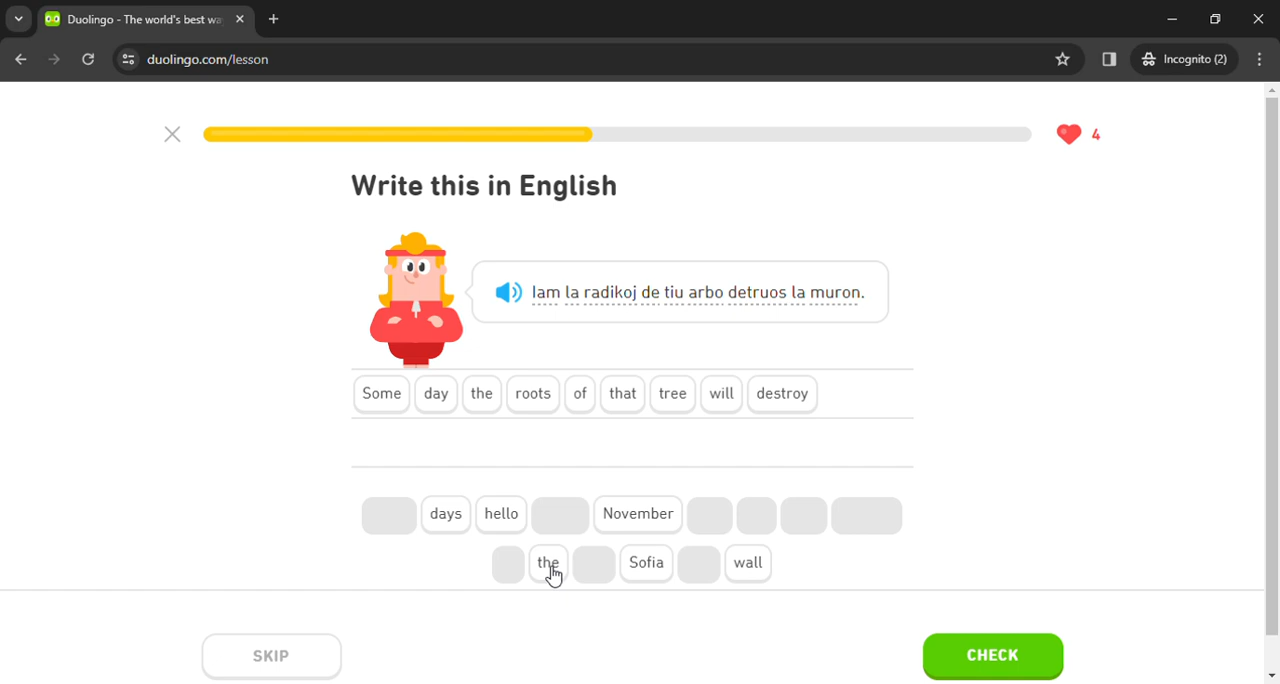 Duolingo - The world's best wa
duolingo.com/lesson
Incognito (2)
4
Write this in English
Iam la radikoj de tiu arbo detruos la muron.
Some day the roots of that tree will destroy
days hello November
the Sofia wall
SKIP CHECK